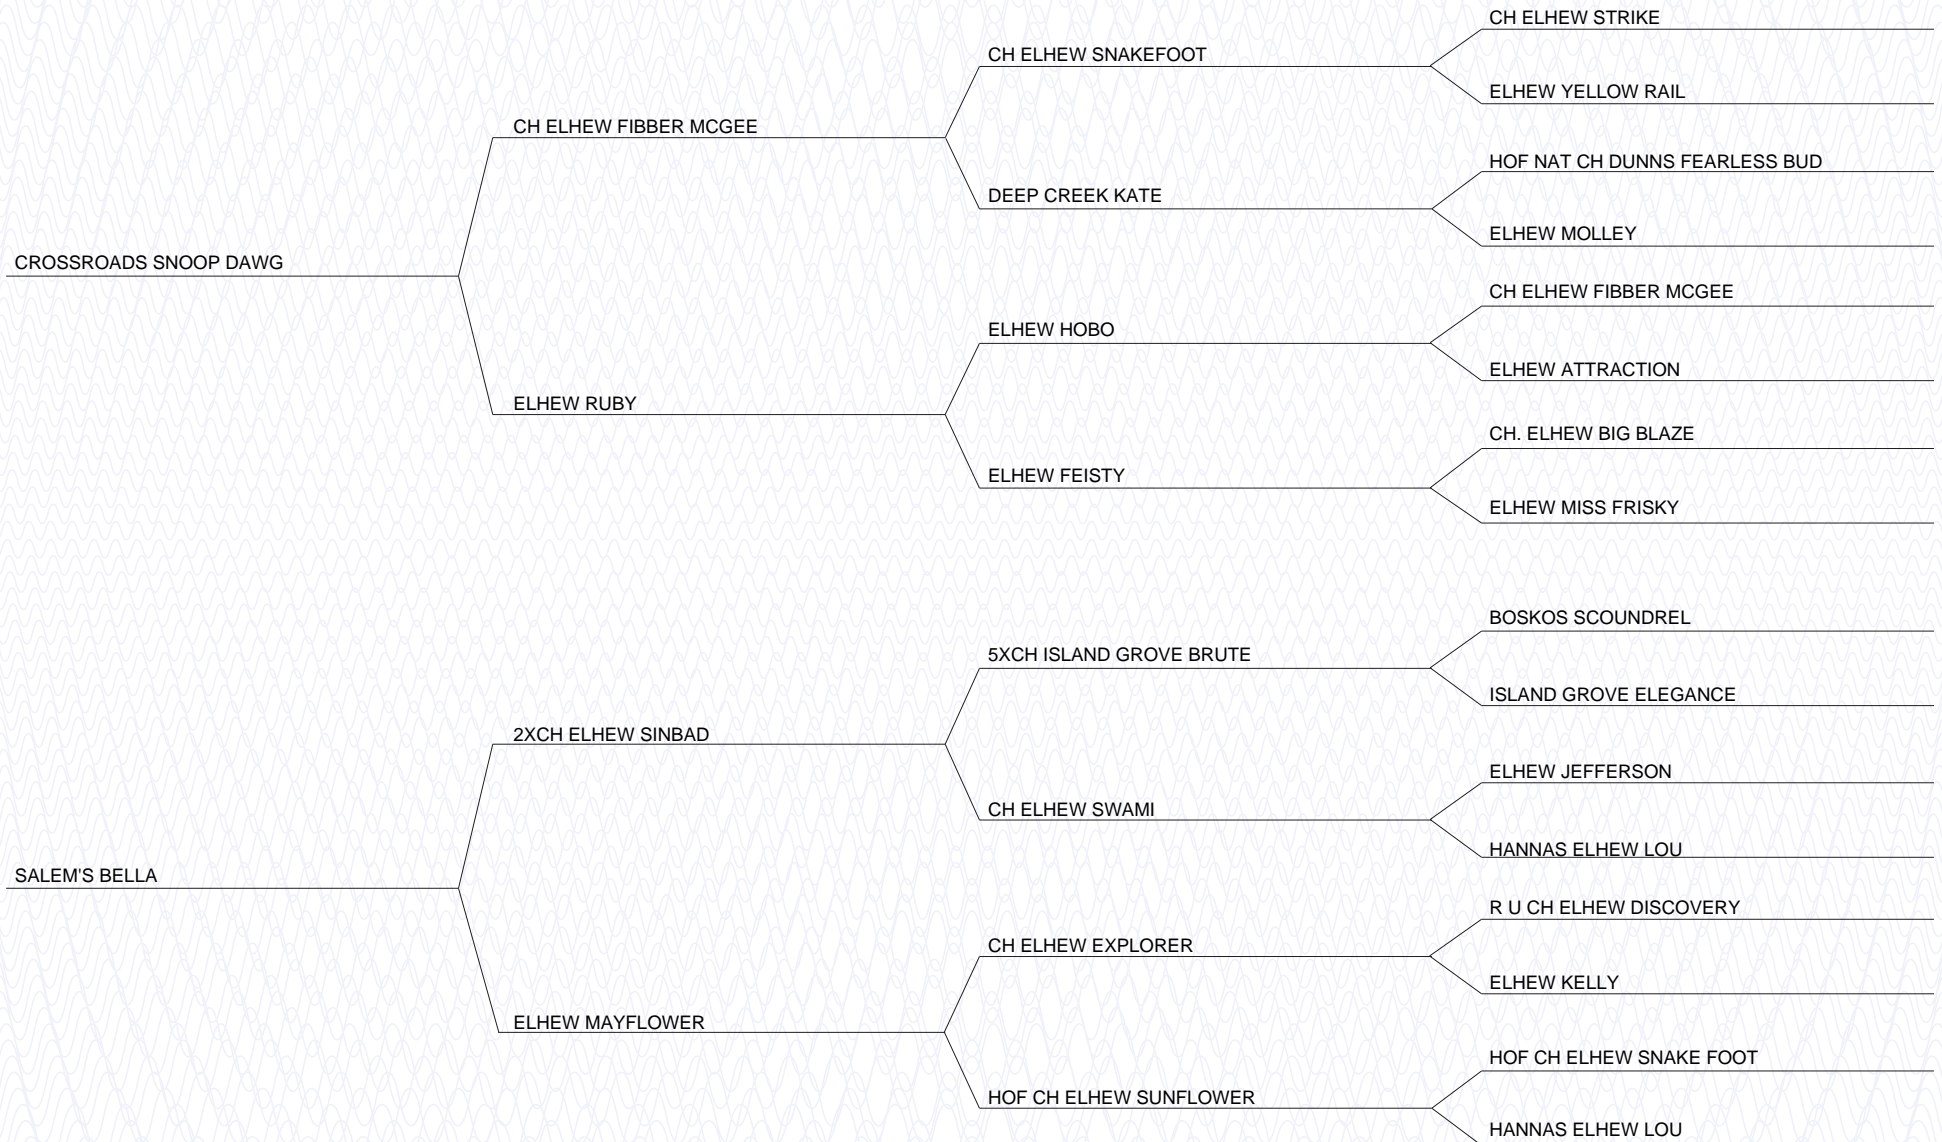 CH ELHEW STRIKE
CH ELHEW SNAKEFOOT
ELHEW YELLOW RAIL
CH ELHEW FIBBER MCGEE
HOF NAT CH DUNNS FEARLESS BUD
DEEP CREEK KATE
ELHEW MOLLEY
CROSSROADS SNOOP DAWG
CH ELHEW FIBBER MCGEE
ELHEW HOBO
ELHEW ATTRACTION
ELHEW RUBY
CH. ELHEW BIG BLAZE
ELHEW FEISTY
ELHEW MISS FRISKY
BOSKOS SCOUNDREL
5XCH ISLAND GROVE BRUTE
ISLAND GROVE ELEGANCE
2XCH ELHEW SINBAD
ELHEW JEFFERSON
CH ELHEW SWAMI
HANNAS ELHEW LOU
SALEM'S BELLA
R U CH ELHEW DISCOVERY
CH ELHEW EXPLORER
ELHEW KELLY
ELHEW MAYFLOWER
HOF CH ELHEW SNAKE FOOT
HOF CH ELHEW SUNFLOWER
HANNAS ELHEW LOU